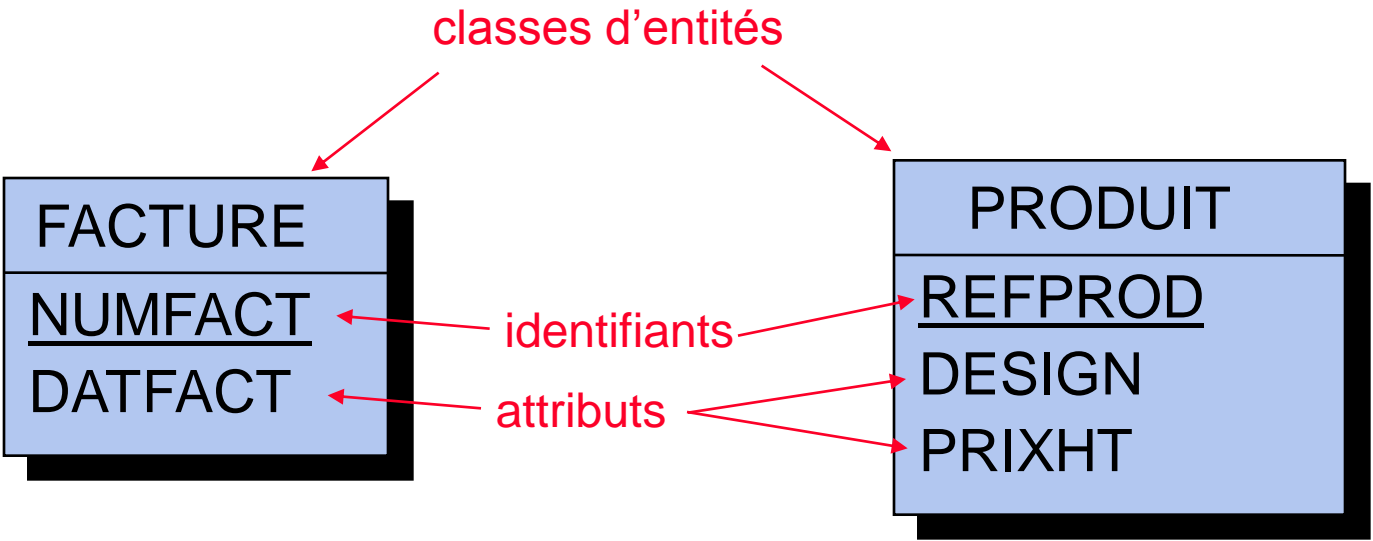 classes d’entités
FACTURE
NUMFACT
DATFACT
identifiants
attributs
PRODUIT
REFPROD
DESIGN
PRIXHT